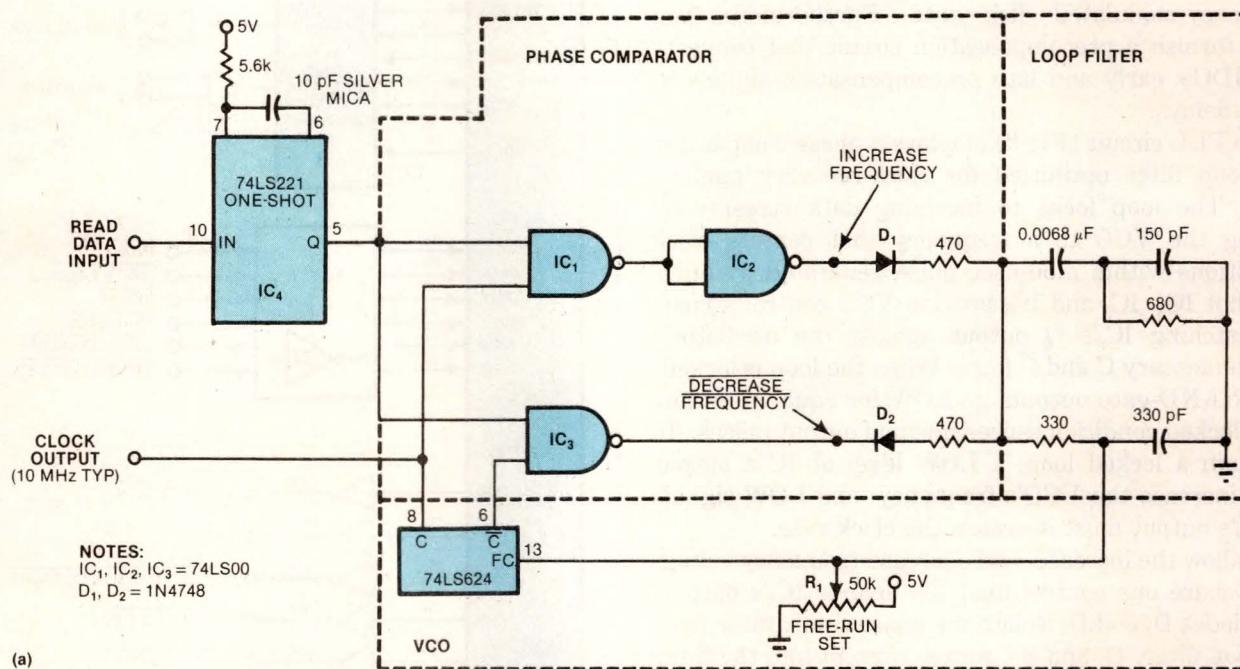 5V
5.6k
10 pF SILVER
MICA
7
6
74LS221
ONE-SHOT
READ
DATA
INPUT
10
IN
Q
5
IC4
PHASE COMPARATOR
LOOP FILTER
INCREASE
FREQUENCY
IC1
IC2
D1
470
0.0068 μF
150 pF
680
DECREASE
FREQUENCY
IC3
D2
470
330
330 pF
CLOCK
OUTPUT
(10 MHz TYP)
8
6
C
C̅
FC
13
74LS624
VCO
R1
50k
5V
FREE-RUN
SET
NOTES:
IC1, IC2, IC3 = 74LS00
D1, D2 = 1N4748
(a)